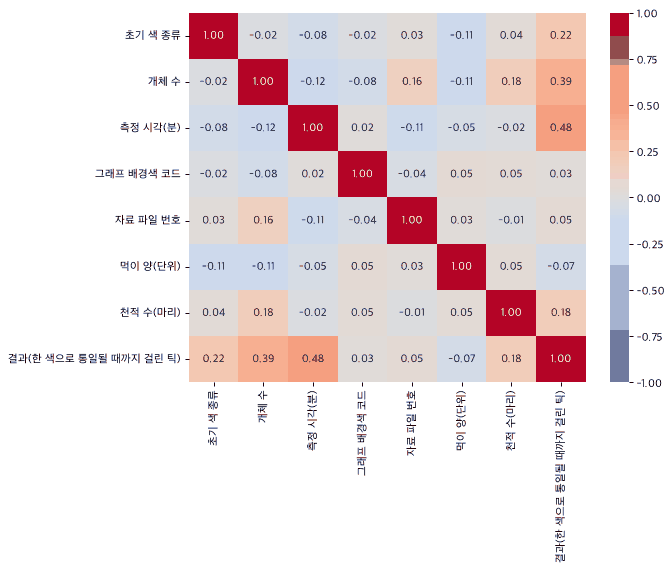 초기 색 종류 1.00 -0.02 -0.08 -0.02 0.03 -0.11 0.04 0.22
개체 수 -0.02 1.00 -0.12 -0.08 0.16 -0.11 0.18 0.39
측정 시각(분) -0.08 -0.12 1.00 0.02 -0.11 -0.05 -0.02 0.48
그래프 배경색 코드 -0.02 -0.08 0.02 1.00 -0.04 0.05 0.05 0.03
자료 파일 번호 0.03 0.16 -0.11 -0.04 1.00 0.03 -0.01 0.05
먹이 양(단위) -0.11 -0.11 -0.05 0.05 0.03 1.00 0.05 -0.07
천적 수(마리) 0.04 0.18 -0.02 0.05 -0.01 0.05 1.00 0.18
결과(한 색으로 통일될 때까지 걸린 틱) 0.22 0.39 0.48 0.03 0.05 -0.07 0.18 1.00
초기 색 종류
개체 수
측정 시각(분)
그래프 배경색 코드
자료 파일 번호
먹이 양(단위)
천적 수(마리)
결과(한 색으로 통일될 때까지 걸린 틱)
1.00
0.75
0.50
0.25
0.00
-0.25
-0.50
-0.75
-1.00